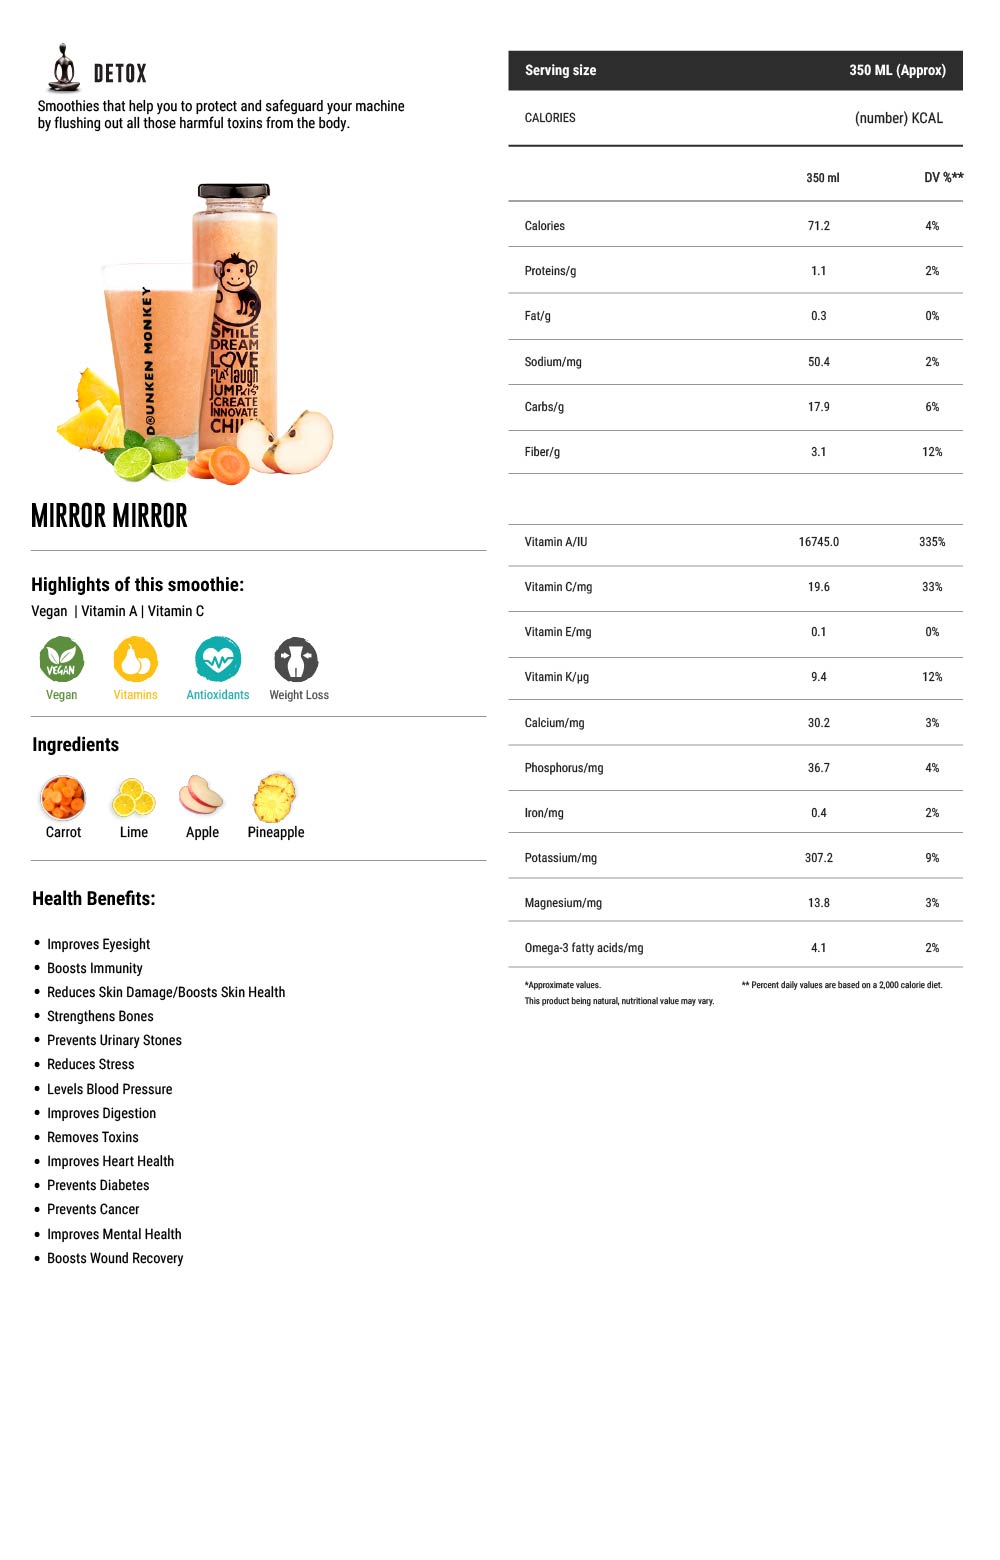 DETOX
Smoothies that help you to protect and safeguard your machine
by flushing out all those harmful toxins from the body.
DRUNKEN MONKEY
SMILE
DREAM
LOVE
PLAY laugh
JUMP KISS
CREATE
INNOVATE
CHILL
MIRROR MIRROR
Highlights of this smoothie:
Vegan | Vitamin A | Vitamin C
VEGAN
Vegan Vitamins Antioxidants Weight Loss
Ingredients
Carrot Lime Apple Pineapple
Health Benefits:
• Improves Eyesight
• Boosts Immunity
• Reduces Skin Damage/Boosts Skin Health
• Strengthens Bones
• Prevents Urinary Stones
• Reduces Stress
• Levels Blood Pressure
• Improves Digestion
• Removes Toxins
• Improves Heart Health
• Prevents Diabetes
• Prevents Cancer
• Improves Mental Health
• Boosts Wound Recovery
Serving size 350 ML (Approx)
CALORIES (number) KCAL
350 ml DV %**
Calories 71.2 4%
Proteins/g 1.1 2%
Fat/g 0.3 0%
Sodium/mg 50.4 2%
Carbs/g 17.9 6%
Fiber/g 3.1 12%
Vitamin A/IU 16745.0 335%
Vitamin C/mg 19.6 33%
Vitamin E/mg 0.1 0%
Vitamin K/µg 9.4 12%
Calcium/mg 30.2 3%
Phosphorus/mg 36.7 4%
Iron/mg 0.4 2%
Potassium/mg 307.2 9%
Magnesium/mg 13.8 3%
Omega-3 fatty acids/mg 4.1 2%
*Approximate values. ** Percent daily values are based on a 2,000 calorie diet.
This product being natural, nutritional value may vary.